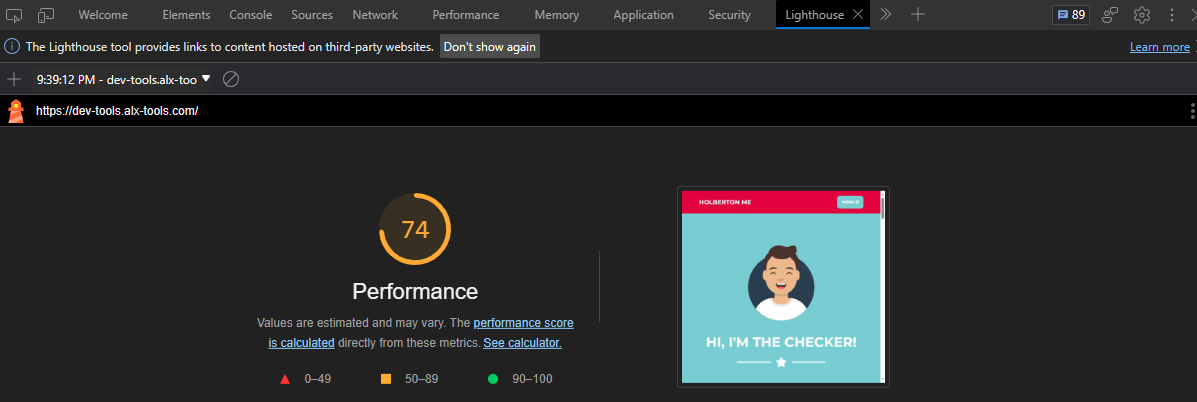 Welcome Elements Console Sources Network Performance Memory Application Security Lighthouse 89
The Lighthouse tool provides links to content hosted on third-party websites. Don't show again Learn more
9:39:12 PM - dev-tools.alx-too
https://dev-tools.alx-tools.com/
HOLBERTON ME MENU
74
HI, I'M THE CHECKER!
Performance
Values are estimated and may vary. The performance score
is calculated directly from these metrics. See calculator.
0–49 50–89 90–100